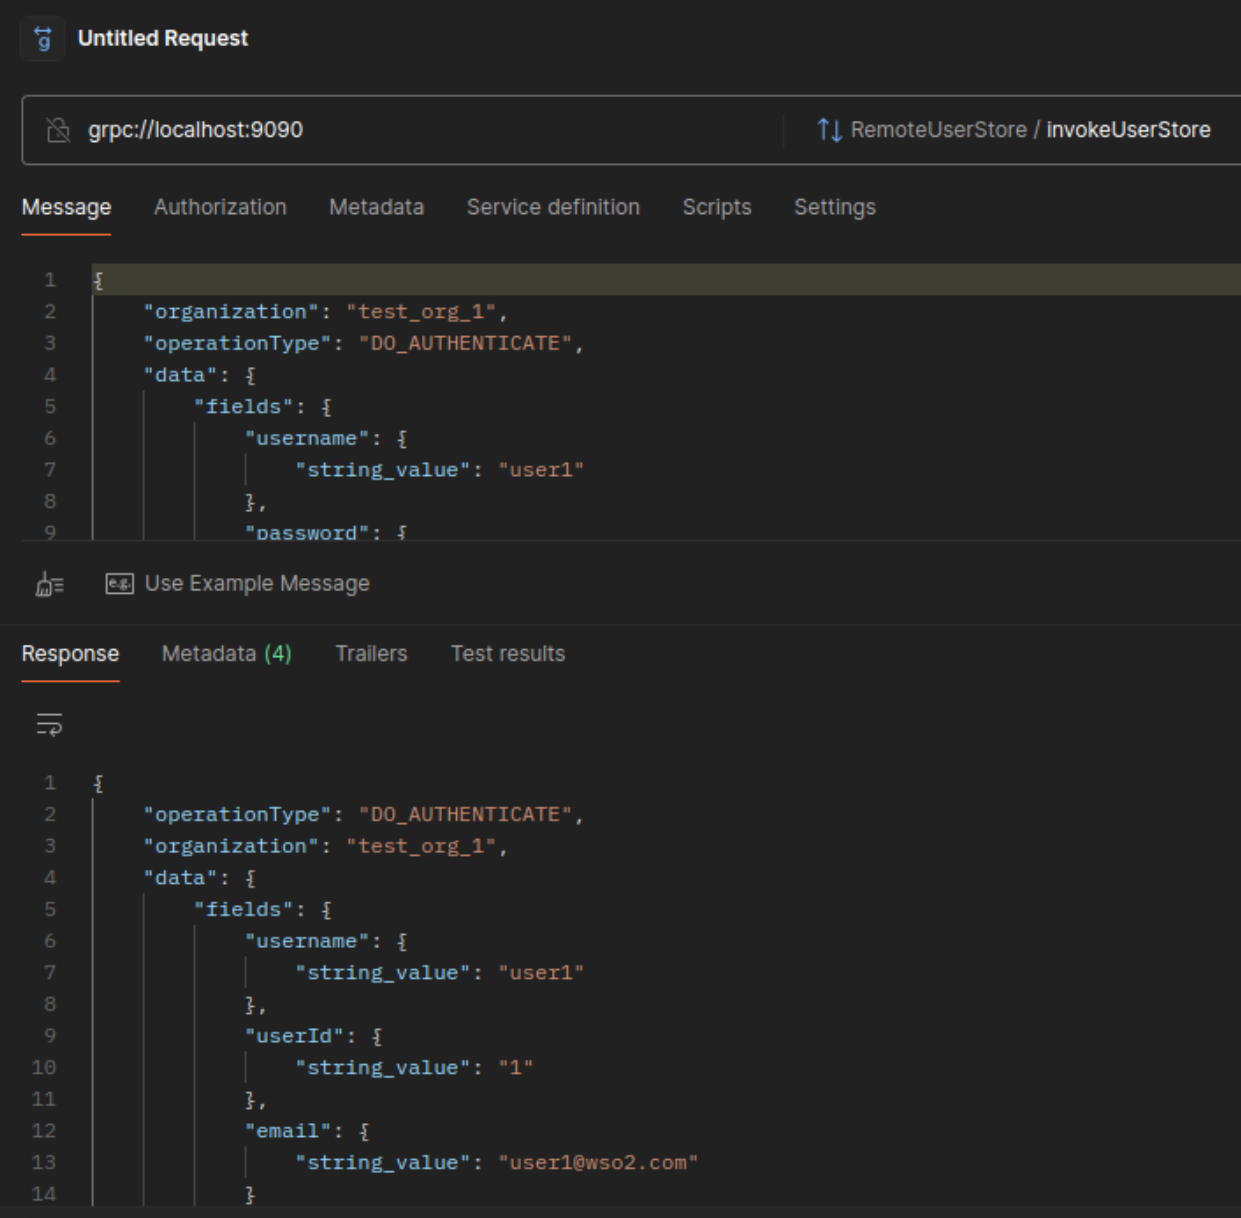 g Untitled Request
grpc://localhost:9090 RemoteUserStore / invokeUserStore
Message Authorization Metadata Service definition Scripts Settings
1 {
2 "organization": "test_org_1",
3 "operationType": "DO_AUTHENTICATE",
4 "data": {
5 "fields": {
6 "username": {
7 "string_value": "user1"
8 },
9 "password": {
e.g. Use Example Message
Response Metadata (4) Trailers Test results
1 {
2 "operationType": "DO_AUTHENTICATE",
3 "organization": "test_org_1",
4 "data": {
5 "fields": {
6 "username": {
7 "string_value": "user1"
8 },
9 "userId": {
10 "string_value": "1"
11 },
12 "email": {
13 "string_value": "user1@wso2.com"
14 }